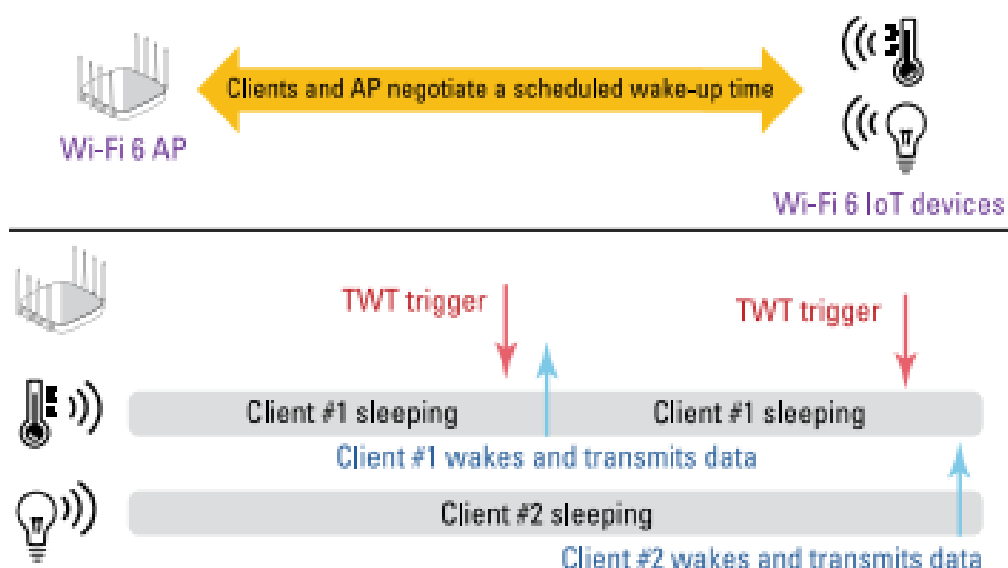 Clients and AP negotiate a scheduled wake-up time
Wi-Fi 6 AP
Wi-Fi 6 IoT devices
TWT trigger
TWT trigger
Client #1 sleeping
Client #1 sleeping
Client #1 wakes and transmits data
Client #2 sleeping
Client #2 wakes and transmits data